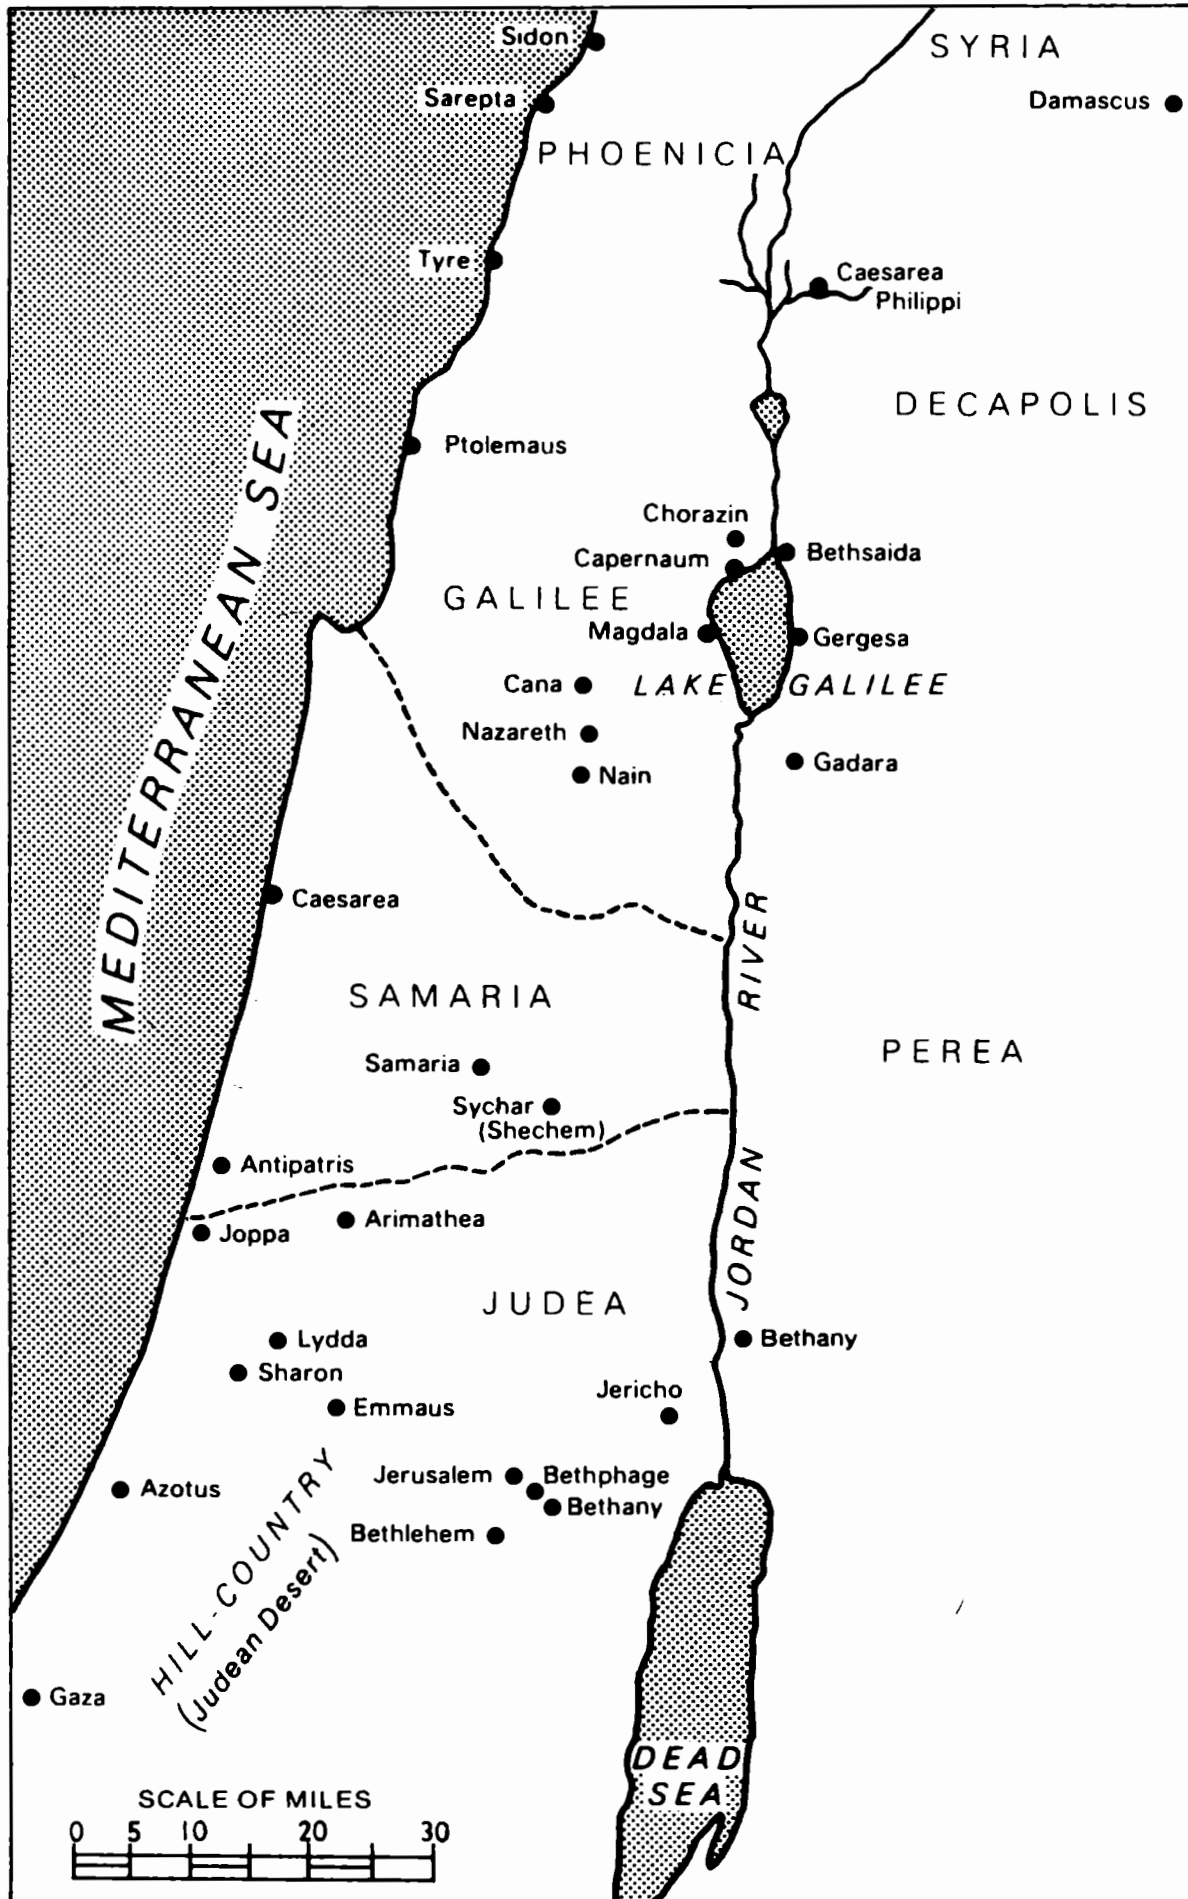 Sidon
SYRIA
Sarepta
Damascus
PHOENICIA
Tyre
Caesarea
Philippi
DECAPOLIS
Ptolemaus
MEDITERRANEAN SEA
Chorazin
Capernaum
Bethsaida
GALILEE
Magdala
Gergesa
Cana
LAKE GALILEE
Nazareth
Nain
Gadara
Caesarea
RIVER
SAMARIA
PEREA
Samaria
Sychar
(Shechem)
Antipatris
JORDAN
Arimathea
Joppa
JUDEA
Lydda
Bethany
Sharon
Jericho
Emmaus
Jerusalem
Bethphage
Azotus
Bethany
Bethlehem
HILL-COUNTRY
(Judean Desert)
Gaza
DEAD
SEA
SCALE OF MILES
0 5 10 20 30